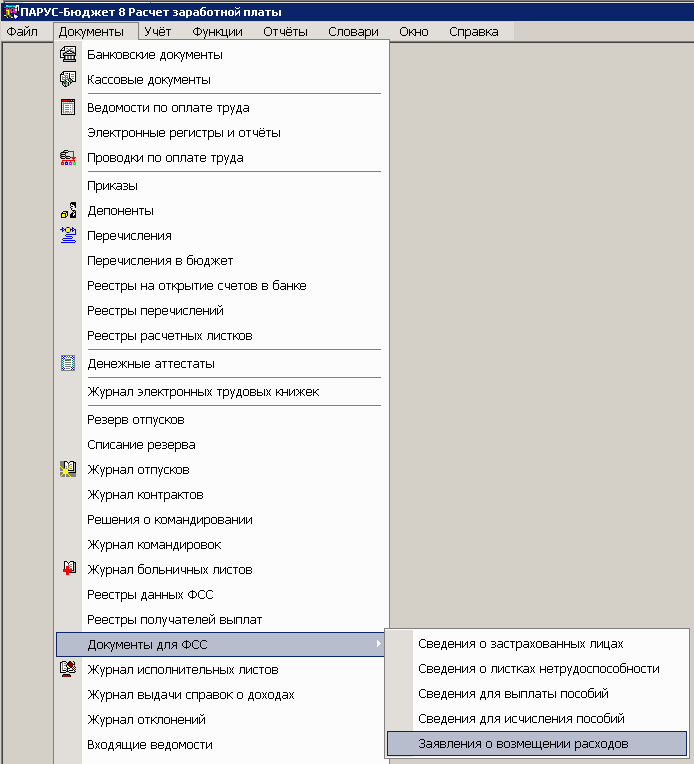 ПАРУС-Бюджет 8 Расчет заработной платы
Файл Документы Учёт Функции Отчёты Словари Окно Справка
Банковские документы
Кассовые документы
Ведомости по оплате труда
Электронные регистры и отчёты
Проводки по оплате труда
Приказы
Депоненты
Перечисления
Перечисления в бюджет
Реестры на открытие счетов в банке
Реестры перечислений
Реестры расчетных листков
Денежные аттестаты
Журнал электронных трудовых книжек
Резерв отпусков
Списание резерва
Журнал отпусков
Журнал контрактов
Решения о командировании
Журнал командировок
Журнал больничных листов
Реестры данных ФСС
Реестры получателей выплат
Документы для ФСС
Журнал исполнительных листов
Журнал выдачи справок о доходах
Журнал отклонений
Входящие ведомости
Сведения о застрахованных лицах
Сведения о листках нетрудоспособности
Сведения для выплаты пособий
Сведения для исчисления пособий
Заявления о возмещении расходов